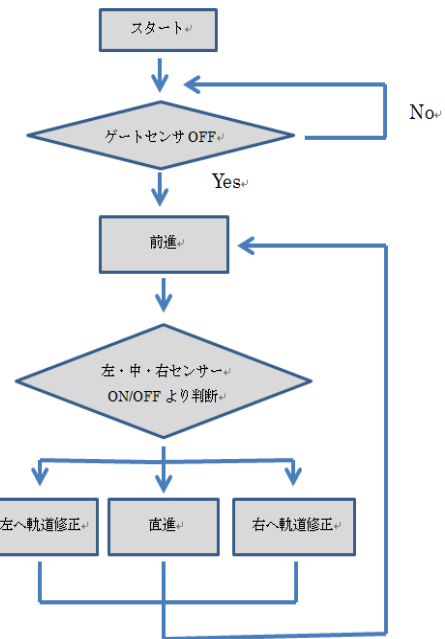 スタート
No
ゲートセンサ OFF
Yes
前進
左・中・右センサー
ON/OFF より判断
左へ軌道修正
直進
右へ軌道修正